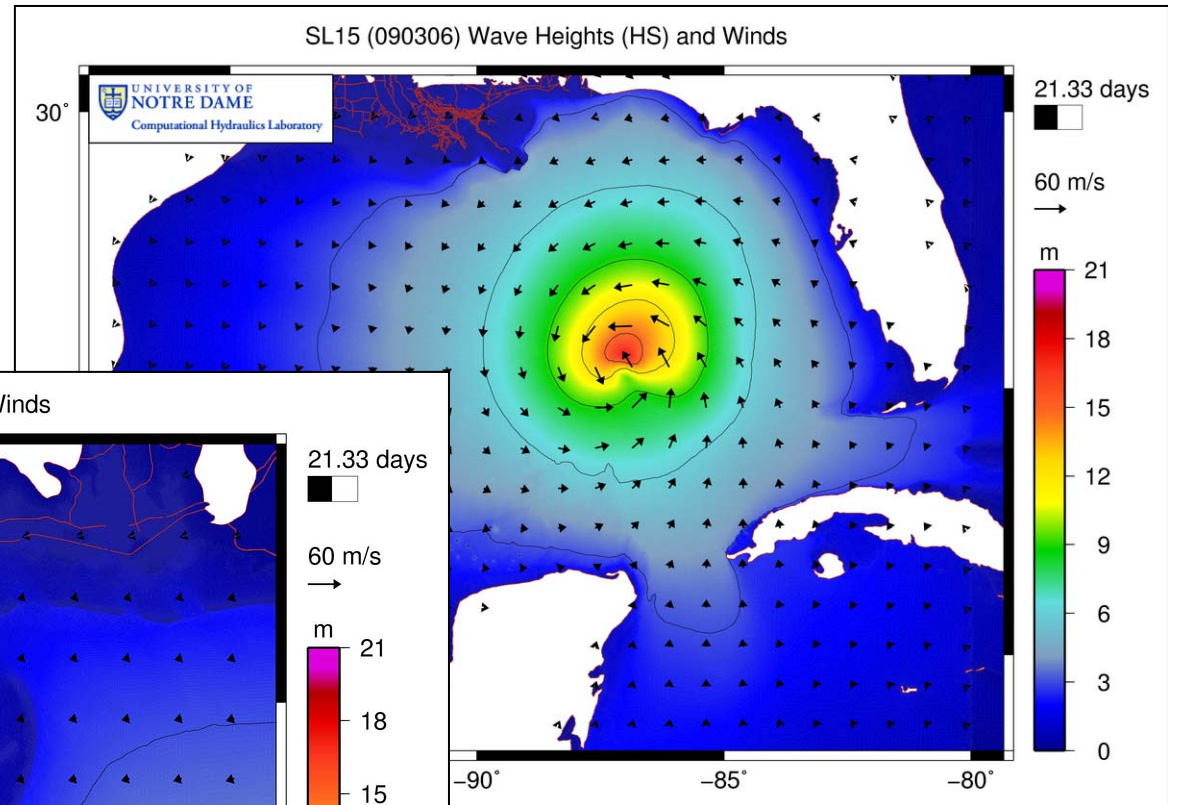 SL15 (090306) Wave Heights (HS) and Winds
UNIVERSITY OF
NOTRE DAME
Computational Hydraulics Laboratory
30°
21.33 days
60 m/s
m
21
18
15
12
9
6
3
0
−90°
−85°
−80°
Winds
21.33 days
60 m/s
m
21
18
15